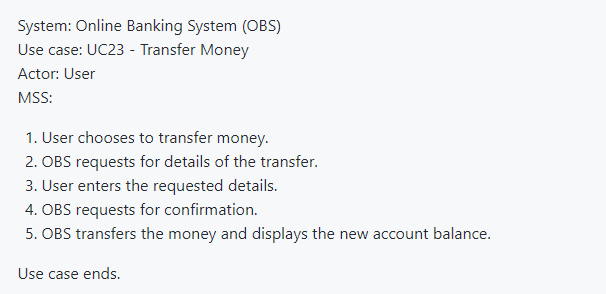 System: Online Banking System (OBS)
Use case: UC23 - Transfer Money
Actor: User
MSS:
1. User chooses to transfer money.
2. OBS requests for details of the transfer.
3. User enters the requested details.
4. OBS requests for confirmation.
5. OBS transfers the money and displays the new account balance.
Use case ends.